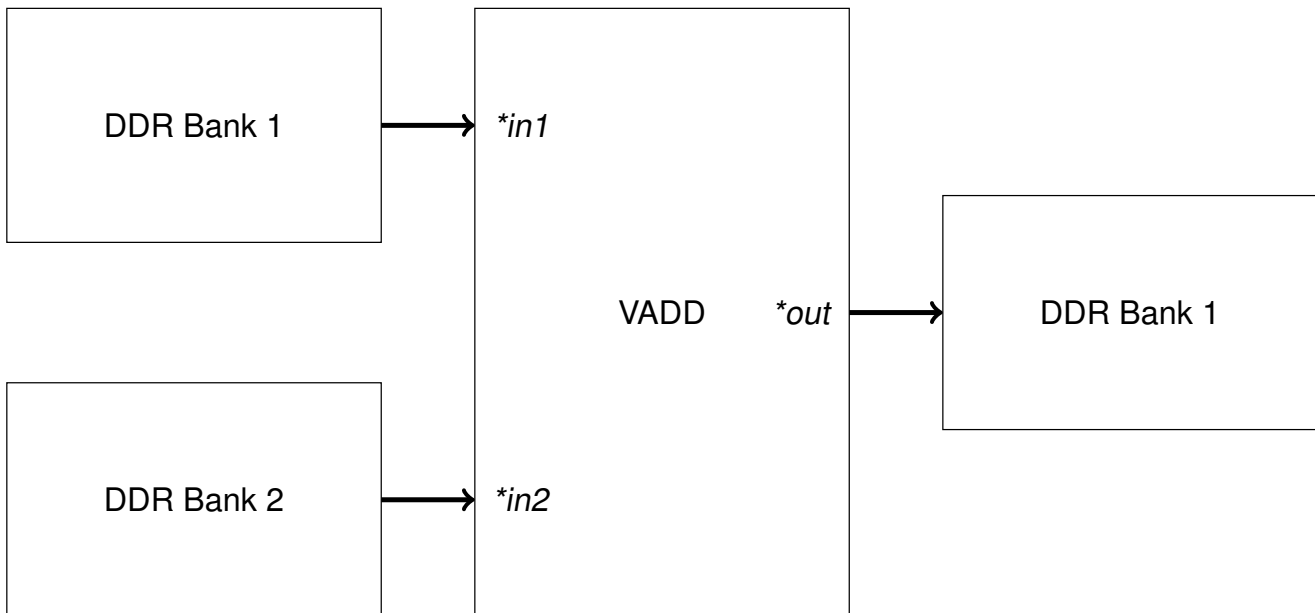 DDR Bank 1
*in1
VADD
*out
DDR Bank 1
DDR Bank 2
*in2